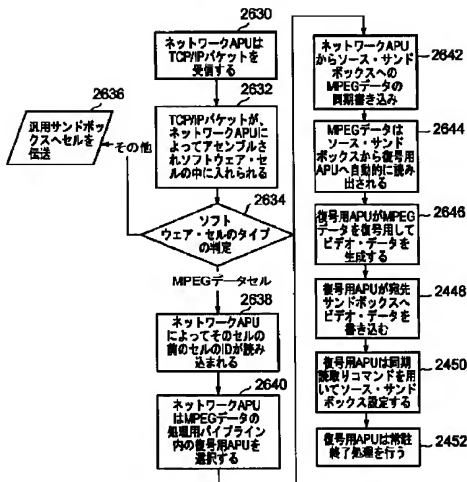 2630
ネットワークAPUは
TCP/IPパケットを
受信する
2632
TCP/IPパケットが、
ネットワークAPUに
よってアセンブルさ
れソフトウェア・セ
ルの中に入れられる
2636
汎用サンドボッ
クスへセルを
伝送
その他
2634
ソフト
ウェア・セルのタイプ
の判定
MPEGデータセル
2638
ネットワークAPU
によってそのセルの
前のセルのIDが読み
込まれる
2640
ネットワークAPU
はMPEGデータの
処理用パイプライン
内の復号用APUを
選択する
2642
ネットワークAPU
からソース・サンド
ボックスへの
MPEGデータの
同期書き込み
2644
MPEGデータは
ソース・サンド
ボックスから復号用
APUへ自動的に読み
出される
2646
復号用APUがMPEG
データを復号用して
ビデオ・データを
生成する
2448
復号用APUが宛先
サンドボックスへ
ビデオ・データを
書き込む
2450
復号用APUは同期
読取りコマンドを用
いてソース・サンド
ボックス設定する
2452
復号用APUは常駐
終了処理を行う